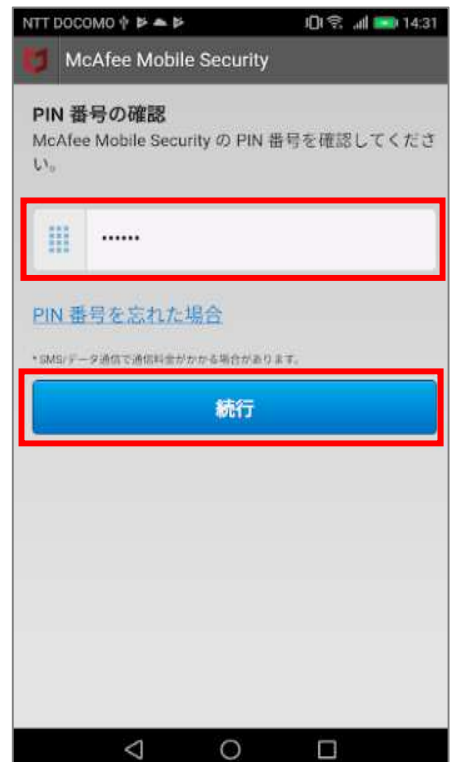 NTT DOCOMO 14:31
McAfee Mobile Security
PIN 番号の確認
McAfee Mobile Security の PIN 番号を確認してくださ
い。
••••••
PIN 番号を忘れた場合
* SMS/データ通信で通信料金がかかる場合があります。
続行